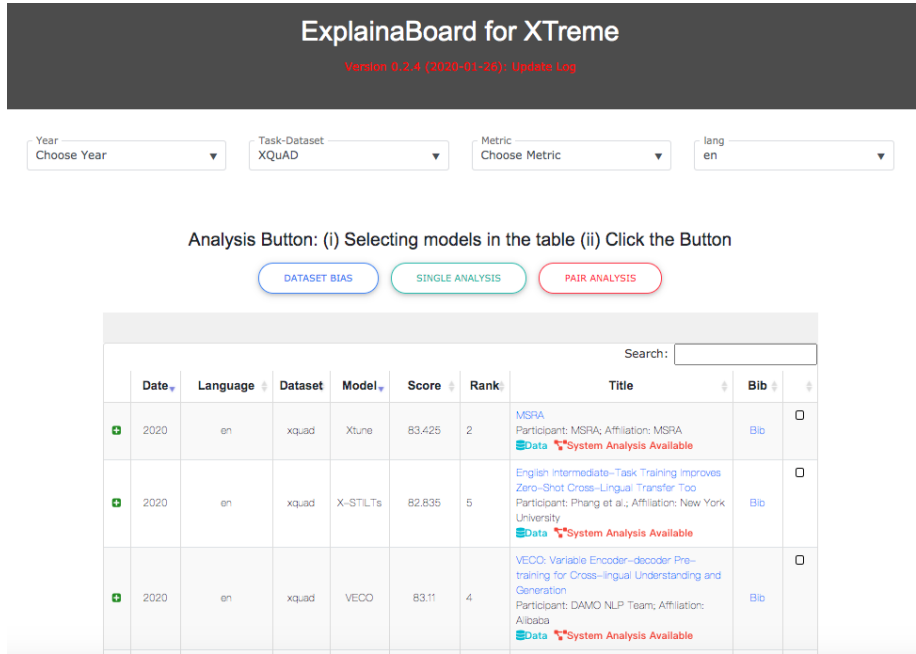 ExplainaBoard for XTreme
Version 0.2.4 (2020-01-26): Update Log
Year
Choose Year
Task-Dataset
XQuAD
Metric
Choose Metric
lang
en
Analysis Button: (i) Selecting models in the table (ii) Click the Button
DATASET BIAS
SINGLE ANALYSIS
PAIR ANALYSIS
Search:
Date Language Dataset Model Score Rank Title Bib
2020 en xquad Xtune 83.425 2
MSRA
Participant: MSRA; Affiliation: MSRA
Data System Analysis Available
Bib
2020 en xquad X-STILTs 82.835 5
English Intermediate-Task Training Improves
Zero-Shot Cross-Lingual Transfer Too
Participant: Phang et al.; Affiliation: New York
University
Data System Analysis Available
Bib
2020 en xquad VECO 83.11 4
VECO: Variable Encoder-decoder Pre-
training for Cross-lingual Understanding and
Generation
Participant: DAMO NLP Team; Affiliation:
Alibaba
Data System Analysis Available
Bib